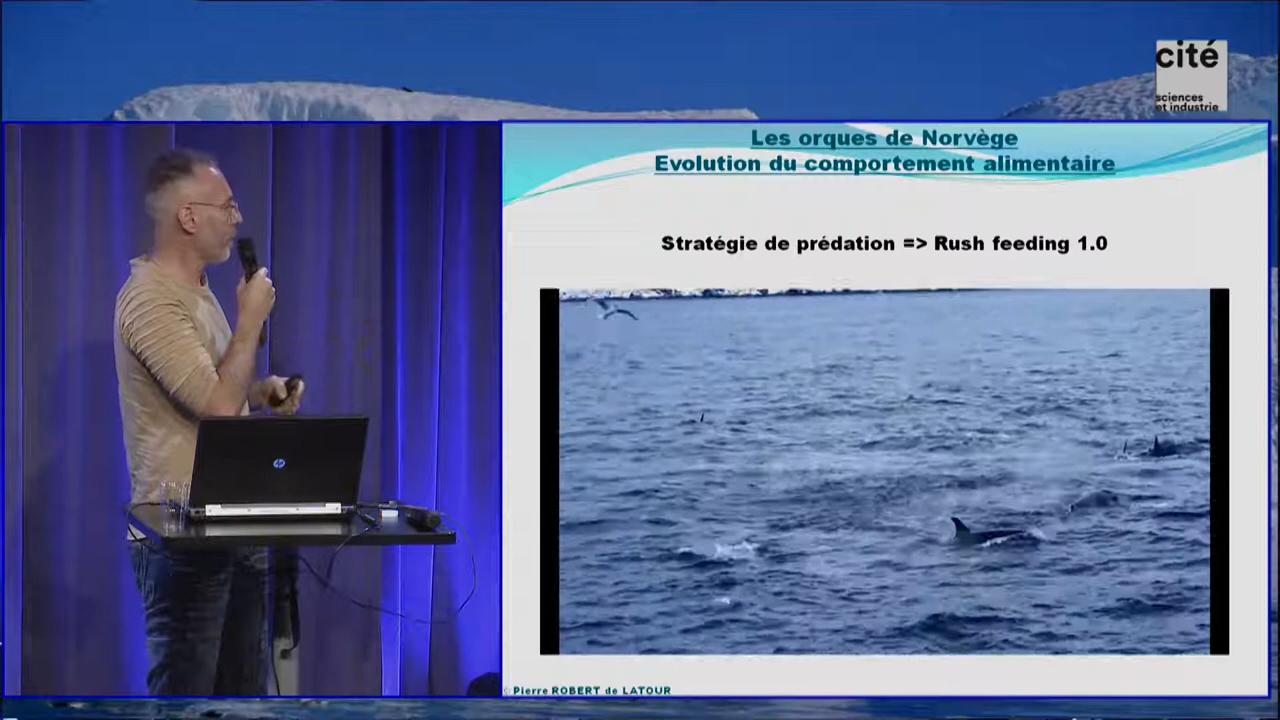 cité
sciences
et industrie
Les orques de Norvège
Evolution du comportement alimentaire
Stratégie de prédation => Rush feeding 1.0
hp
© Pierre ROBERT de LATOUR